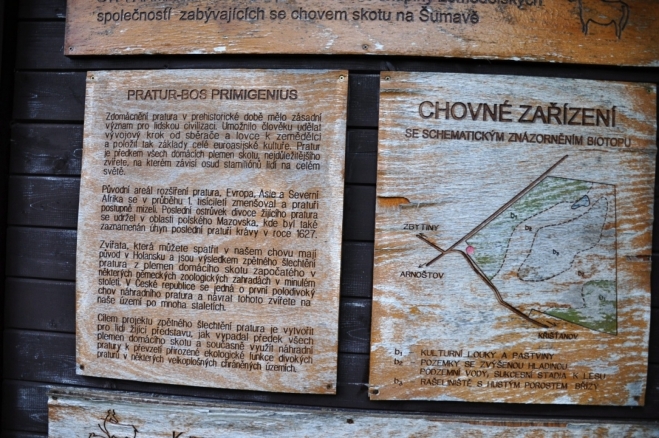 společností zabývajících se chovem skotu na Šumavě
PRATUR-BOS PRIMIGENIUS
Zdomácnění pratura v prehistorické době mělo zásadní
význam pro lidskou civilizaci. Umožnilo člověku udělat
vývojový krok od sběrače a lovce k zemědělci
a položil tak základy celé euroasijské kultuře. Pratur
je předkem všech domácích plemen skotu, nejdůležitějšího
zvířete, na kterém závisí osud stamiliónů lidí na celém
světě.
Původní areál rozšíření pratura, Evropa, Asie a Severní
Afrika se v průběhu 1. tisíciletí zmenšoval a pratuři
postupně mizeli. Poslední ostrůvek divoce žijícího pratura
se udržel v oblasti polského Mazovska, kde byl také
zaznamenán úhyn poslední pratuří krávy v roce 1627.
Zvířata, která můžete spatřit v našem chovu mají
původ v Holansku a jsou výsledkem zpětného šlechtění
pratura z plemen domácího skotu započatého v
některých německých zoologických zahradách v minulém
století. V České republice se jedná o první polodivoký
chov náhradního pratura a návrat tohoto zvířete na
naše území po mnoha staletích.
Cílem projektu zpětného šlechtění pratura je vytvořit
pro lidi žijící představu, jak vypadal předek všech
plemen domácího skotu a současně využít náhradní
pratury k převzetí přirozené ekologické funkce divokých
praturů v některých velkoplošných chráněných územích.
CHOVNÉ ZAŘÍZENÍ
SE SCHEMATICKÝM ZNÁZORNĚNÍM BIOTOPU
ZBYTINY
ARNOŠTOV
KŘIŠŤANOV
b₁ KULTURNÍ LOUKY A PASTVINY
b₂ POZEMKY SE ZVÝŠENOU HLADINOU
PODZEMNÍ VODY, SUKCESNÍ STADIA K LESU
b₃ RAŠELINIŠTĚ S HUSTÝM POROSTEM BŘÍZY